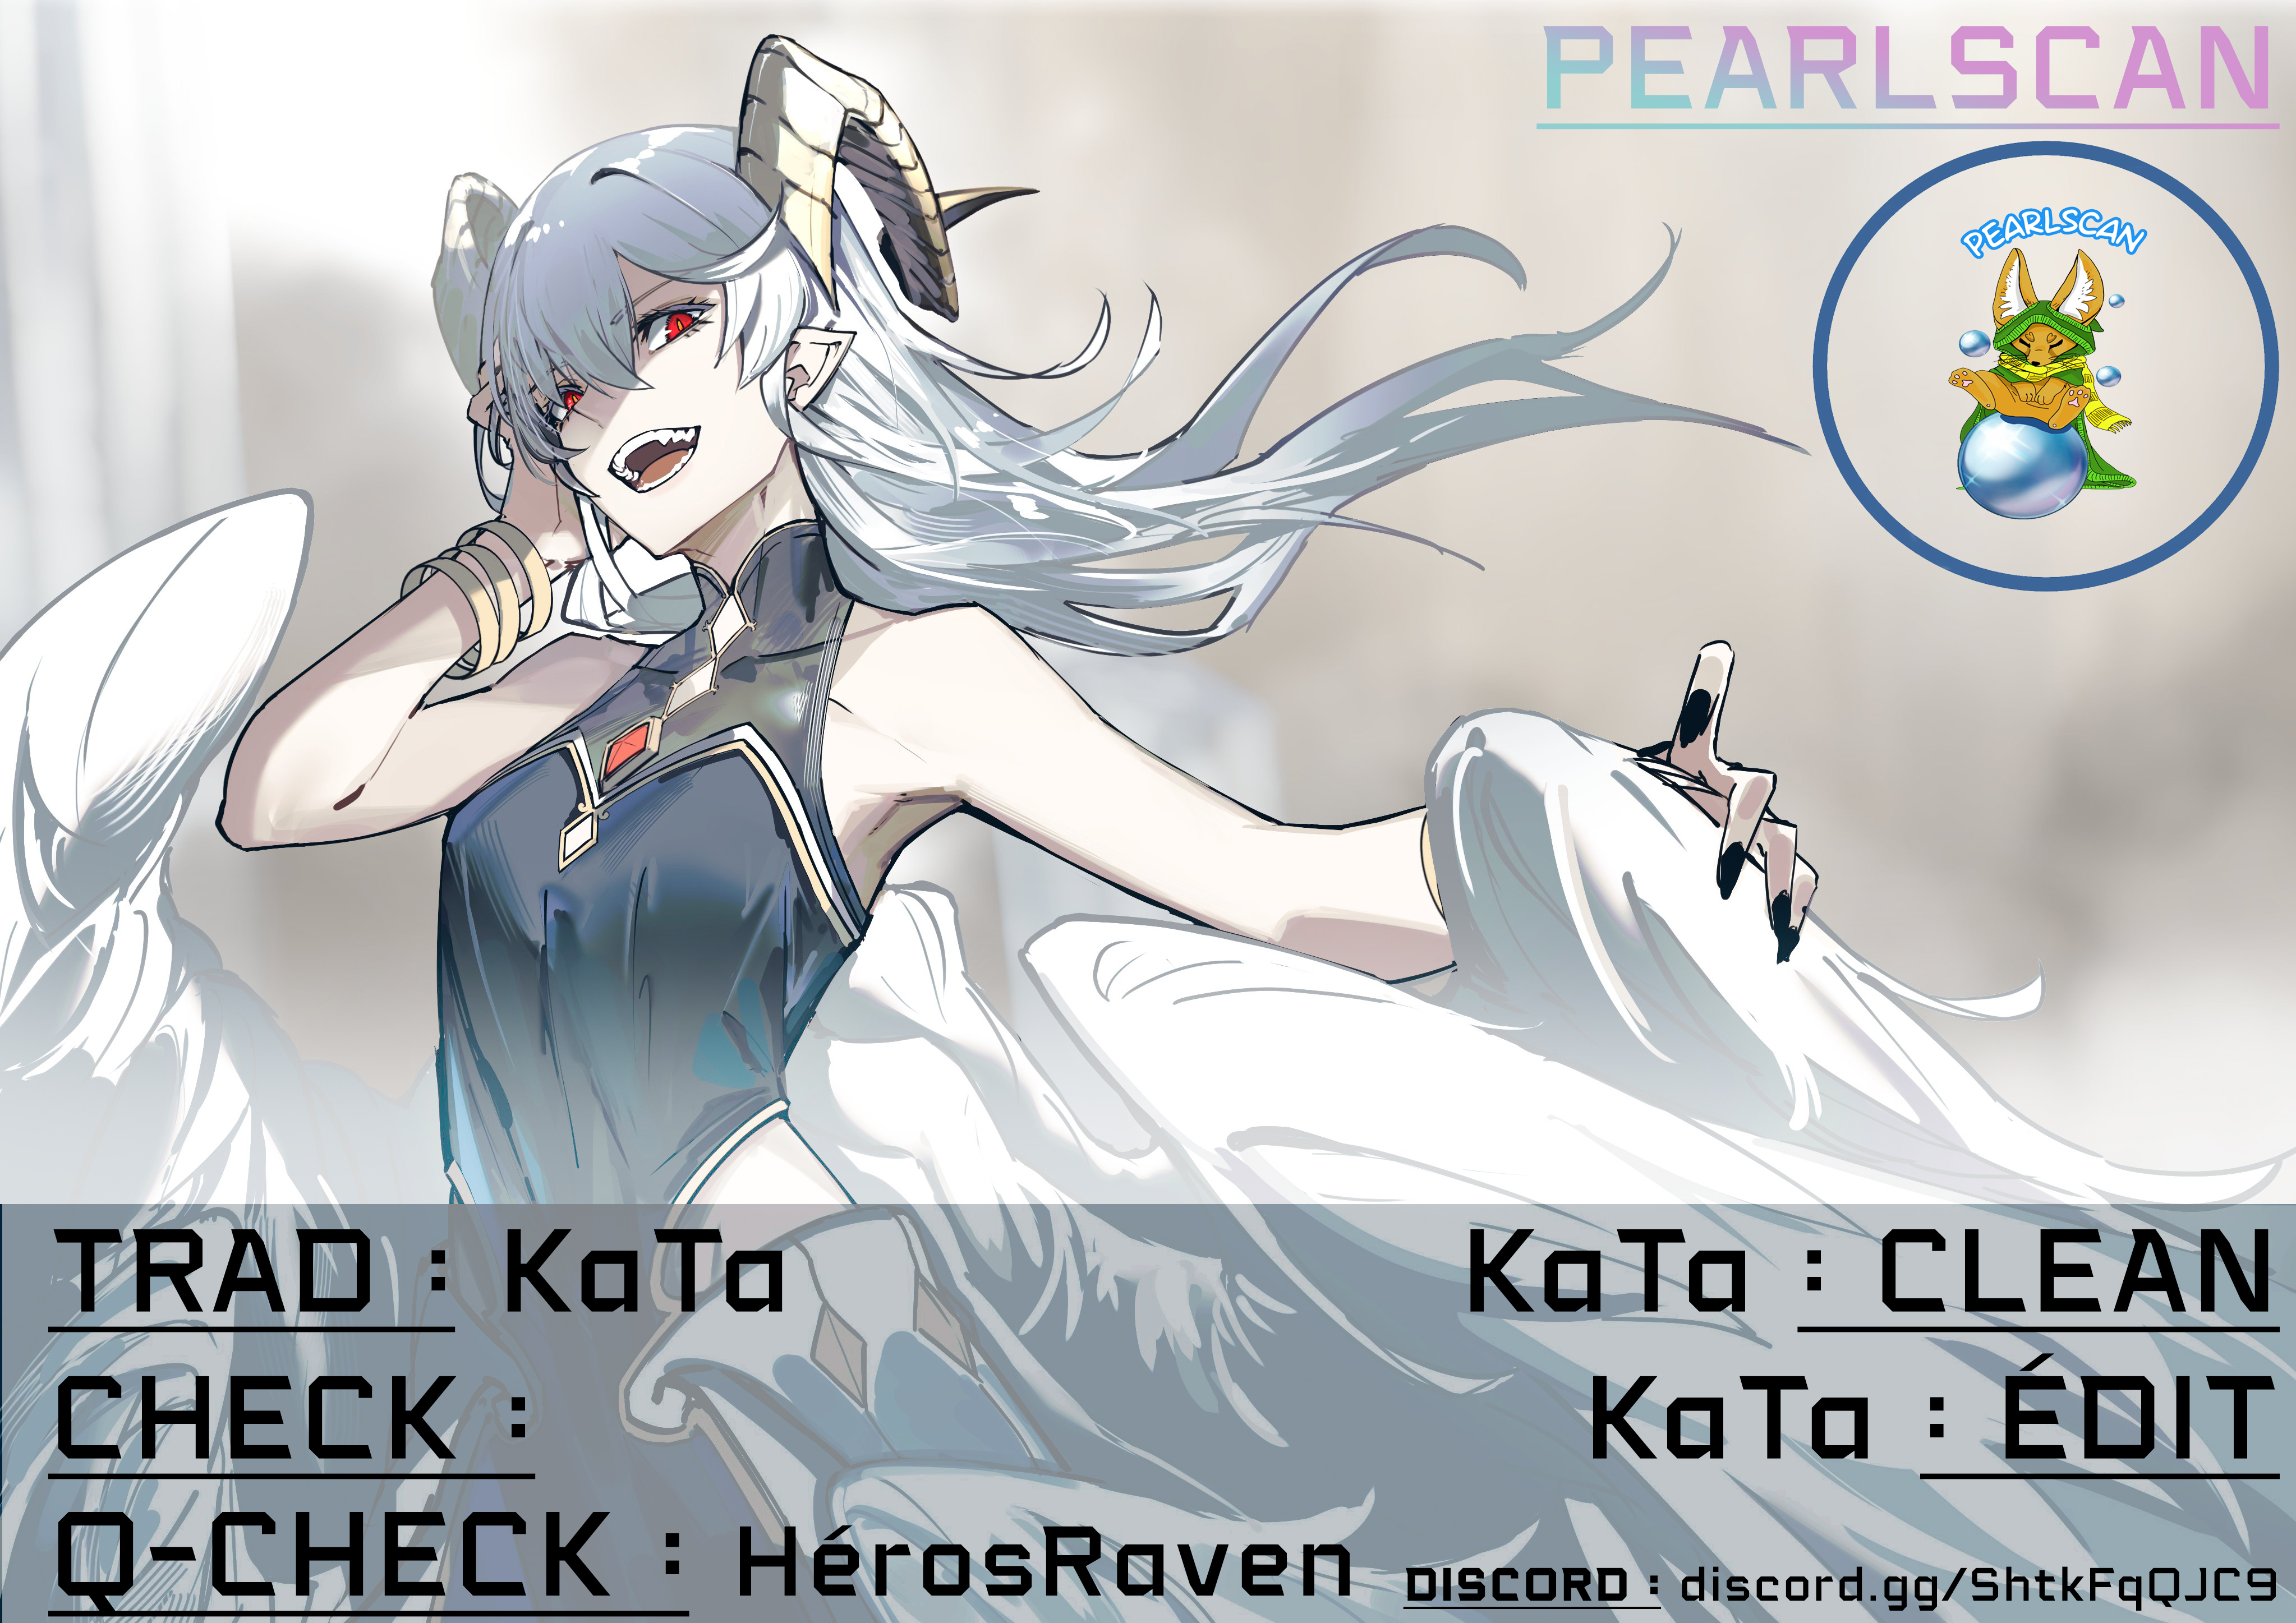 PEARLSCAN
PEARLSCAN
TRAD : KaTa
KaTa : CLEAN
CHECK :
KaTa : ÉDIT
Q-CHECK : HérosRaven
DISCORD : discord.gg/ShtkFqQJC9